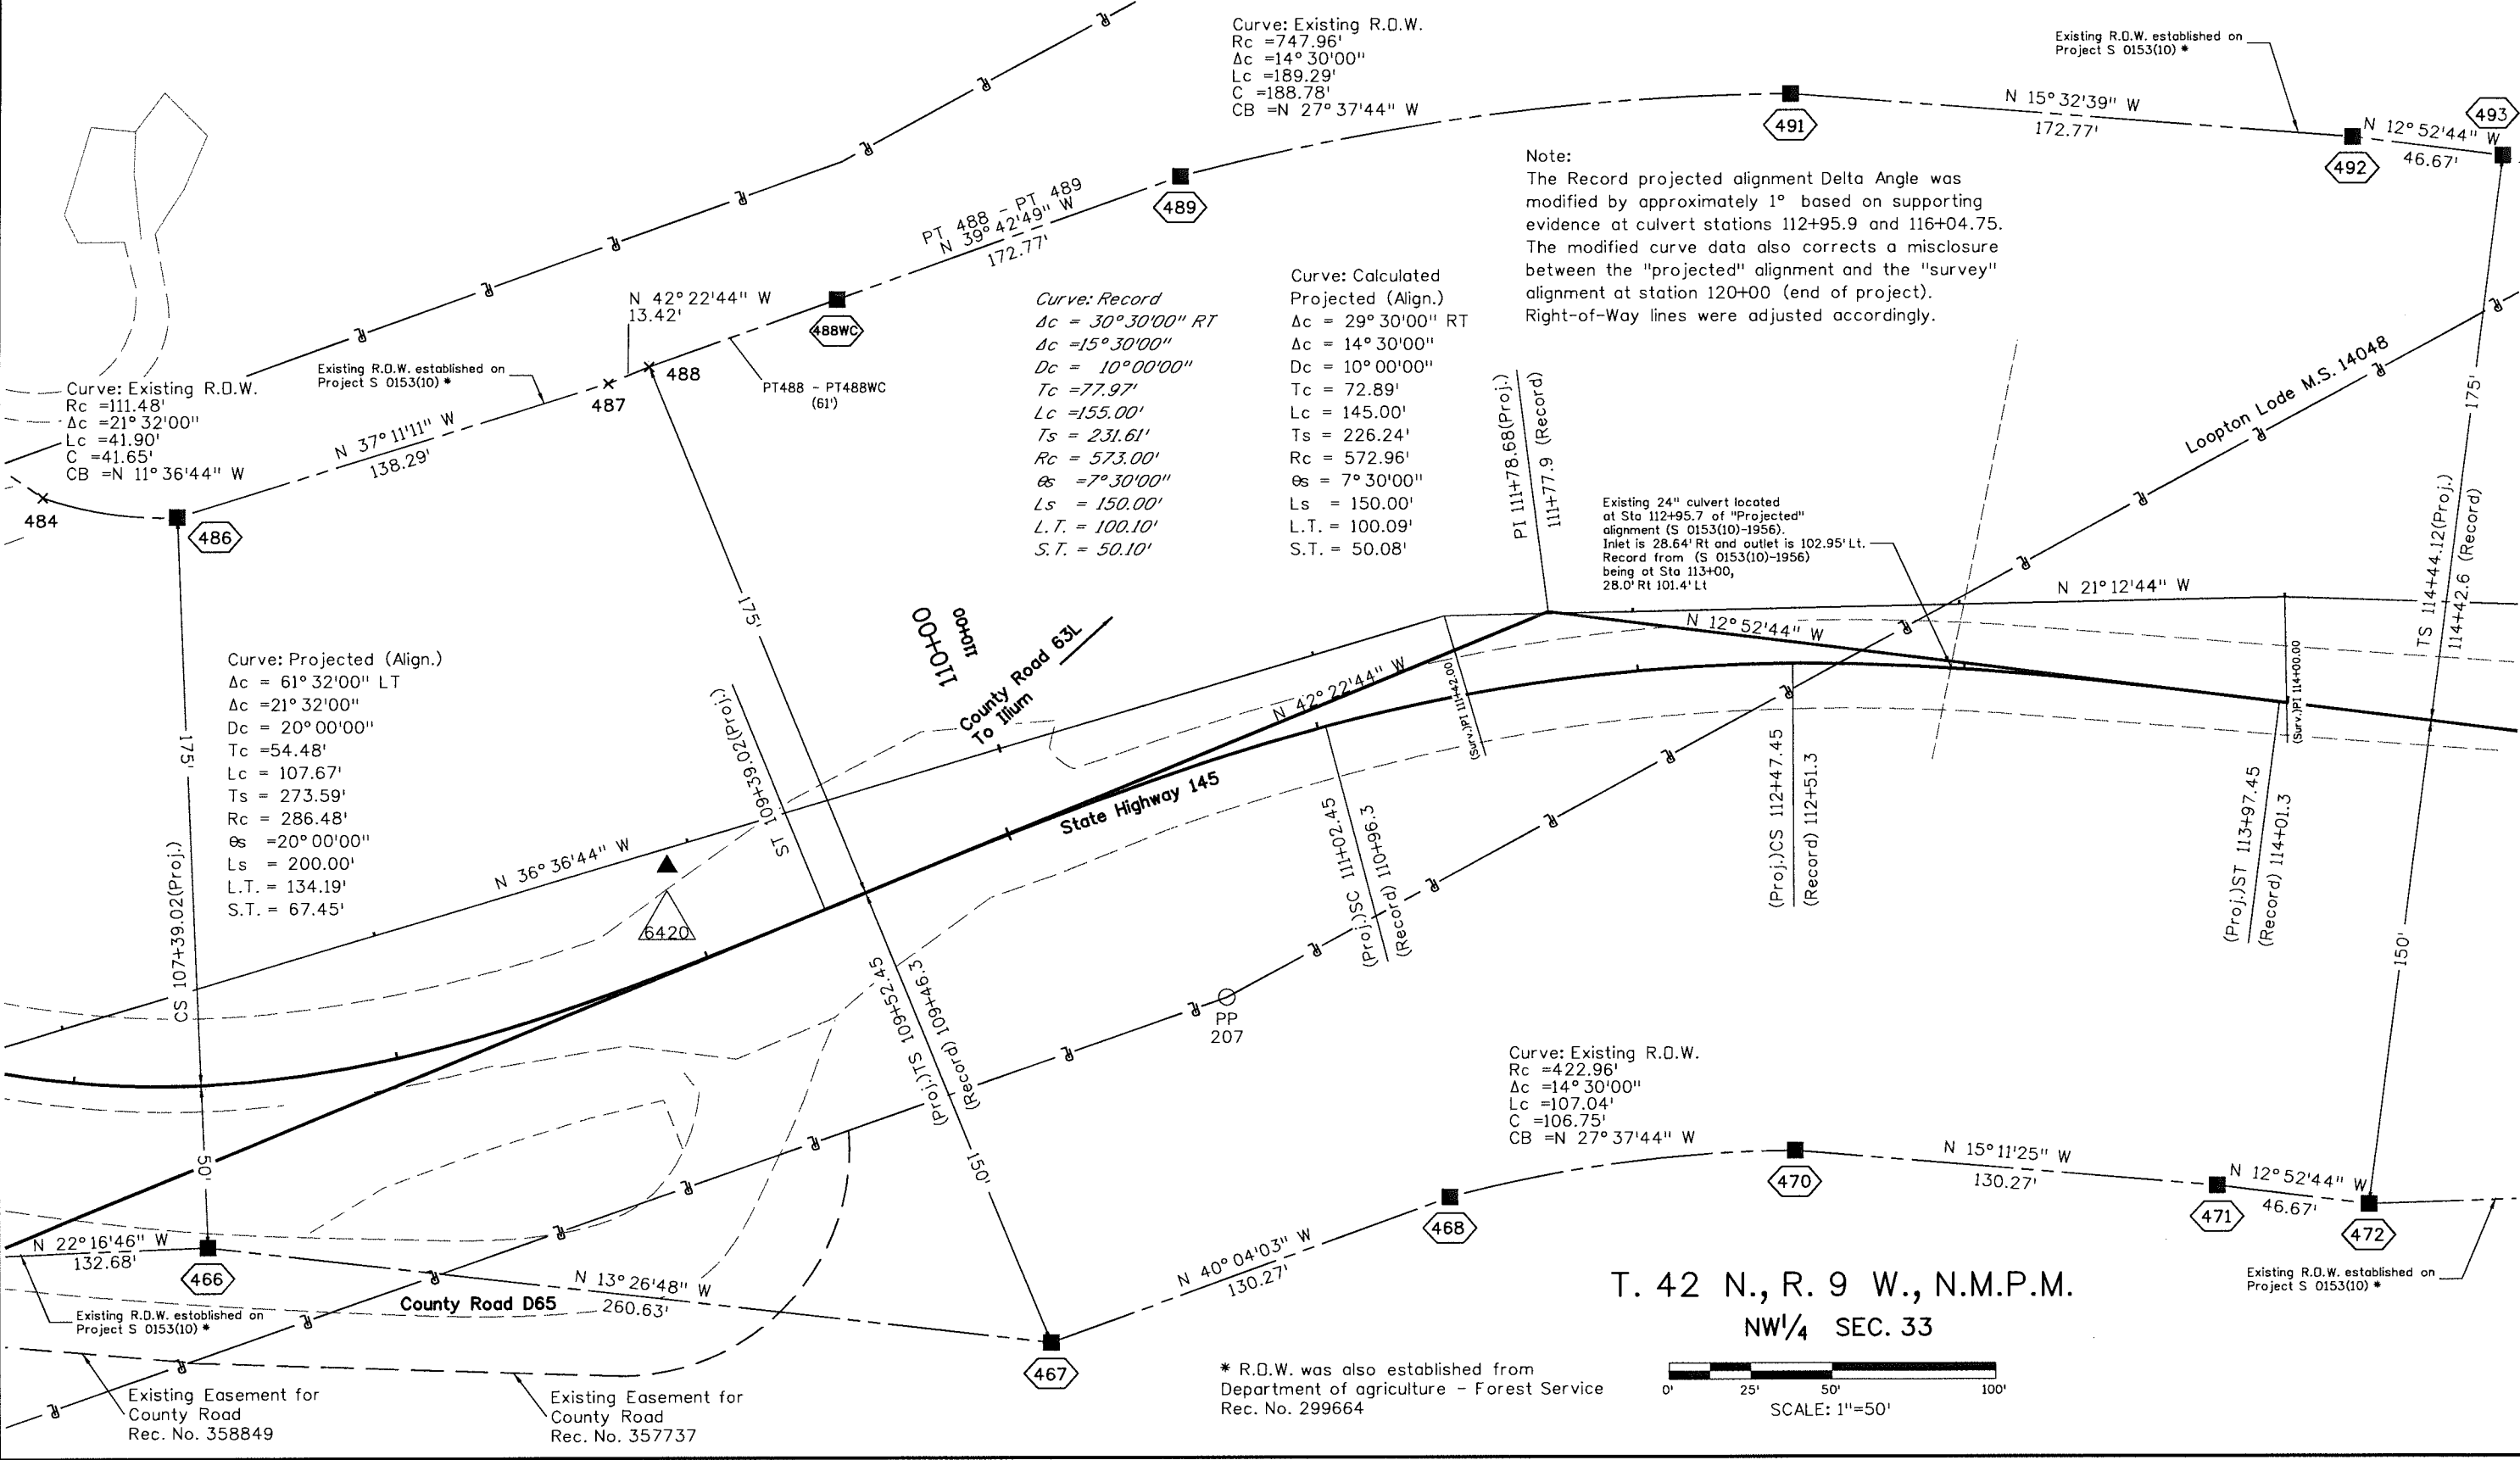 Curve: Existing R.O.W.
Rc =747.96'
Δc =14°30'00"
Lc =189.29'
C =188.78'
CB =N 27°37'44" W
Existing R.O.W. established on
Project S 0153(10) *
N 15°32'39" W
172.77'
491
492
N 12°52'44" W
46.67'
493
Note:
The Record projected alignment Delta Angle was
modified by approximately 1° based on supporting
evidence at culvert stations 112+95.9 and 116+04.75.
The modified curve data also corrects a misclosure
between the "projected" alignment and the "survey"
alignment at station 120+00 (end of project).
Right-of-Way lines were adjusted accordingly.
PT 488 - PT 489
N 39°42'49" W
172.77'
489
488WC
N 42°22'44" W
13.42'
Existing R.O.W. established on
Project S 0153(10) *
487
488
PT488 - PT488WC
(61')
Curve: Existing R.O.W.
Rc =111.48'
Δc =21°32'00"
Lc =41.90'
C =41.65'
CB =N 11°36'44" W
N 37°11'11" W
138.29'
484
486
Curve: Record
Δc = 30°30'00" RT
Δc =15°30'00"
Dc = 10°00'00"
Tc =77.97'
Lc =155.00'
Ts = 231.61'
Rc = 573.00'
θs =7°30'00"
Ls = 150.00'
L.T. = 100.10'
S.T. = 50.10'
Curve: Calculated
Projected (Align.)
Δc = 29°30'00" RT
Δc = 14°30'00"
Dc = 10°00'00"
Tc = 72.89'
Lc = 145.00'
Ts = 226.24'
Rc = 572.96'
θs = 7°30'00"
Ls = 150.00'
L.T. = 100.09'
S.T. = 50.08'
PI 111+78.68(Proj.)
111+77.9 (Record)
Loopton Lode M.S. 14048
175'
Existing 24" culvert located
at Sta 112+95.7 of "Projected"
alignment (S 0153(10)-1956).
Inlet is 28.64' Rt and outlet is 102.95' Lt.
Record from (S 0153(10)-1956)
being at Sta 113+00,
28.0' Rt 101.4' Lt
N 21°12'44" W
N 12°52'44" W
TS 114+44.12(Proj.)
114+42.6 (Record)
(Surv.)PI 114+00.00
Curve: Projected (Align.)
Δc = 61°32'00" LT
Δc =21°32'00"
Dc = 20°00'00"
Tc =54.48'
Lc = 107.67'
Ts = 273.59'
Rc = 286.48'
θs =20°00'00"
Ls = 200.00'
L.T. = 134.19'
S.T. = 67.45'
175'
CS 107+39.02(Proj.)
50'
175'
110+00
110+00
County Road 63L
To Ilium
ST 109+39.02(Proj.)
N 36°36'44" W
6420
N 42°22'44" W
(Surv.)PI 111+42.00
State Highway 145
(Proj.)SC 111+02.45
(Record) 110+96.3
(Proj.)CS 112+47.45
(Record) 112+51.3
(Proj.)ST 113+97.45
(Record) 114+01.3
(Proj.)TS 109+52.45
(Record) 109+46.3
150'
150'
PP
207
Curve: Existing R.O.W.
Rc =422.96'
Δc =14°30'00"
Lc =107.04'
C =106.75'
CB =N 27°37'44" W
N 22°16'46" W
132.68'
466
N 13°26'48" W
260.63'
County Road D65
Existing R.O.W. established on
Project S 0153(10) *
467
N 40°04'03" W
130.27'
468
470
N 15°11'25" W
130.27'
471
N 12°52'44" W
46.67'
472
Existing R.O.W. established on
Project S 0153(10) *
Existing Easement for
County Road
Rec. No. 358849
Existing Easement for
County Road
Rec. No. 357737
* R.O.W. was also established from
Department of agriculture - Forest Service
Rec. No. 299664
T. 42 N., R. 9 W., N.M.P.M.
NW1/4 SEC. 33
0' 25' 50' 100'
SCALE: 1"=50'